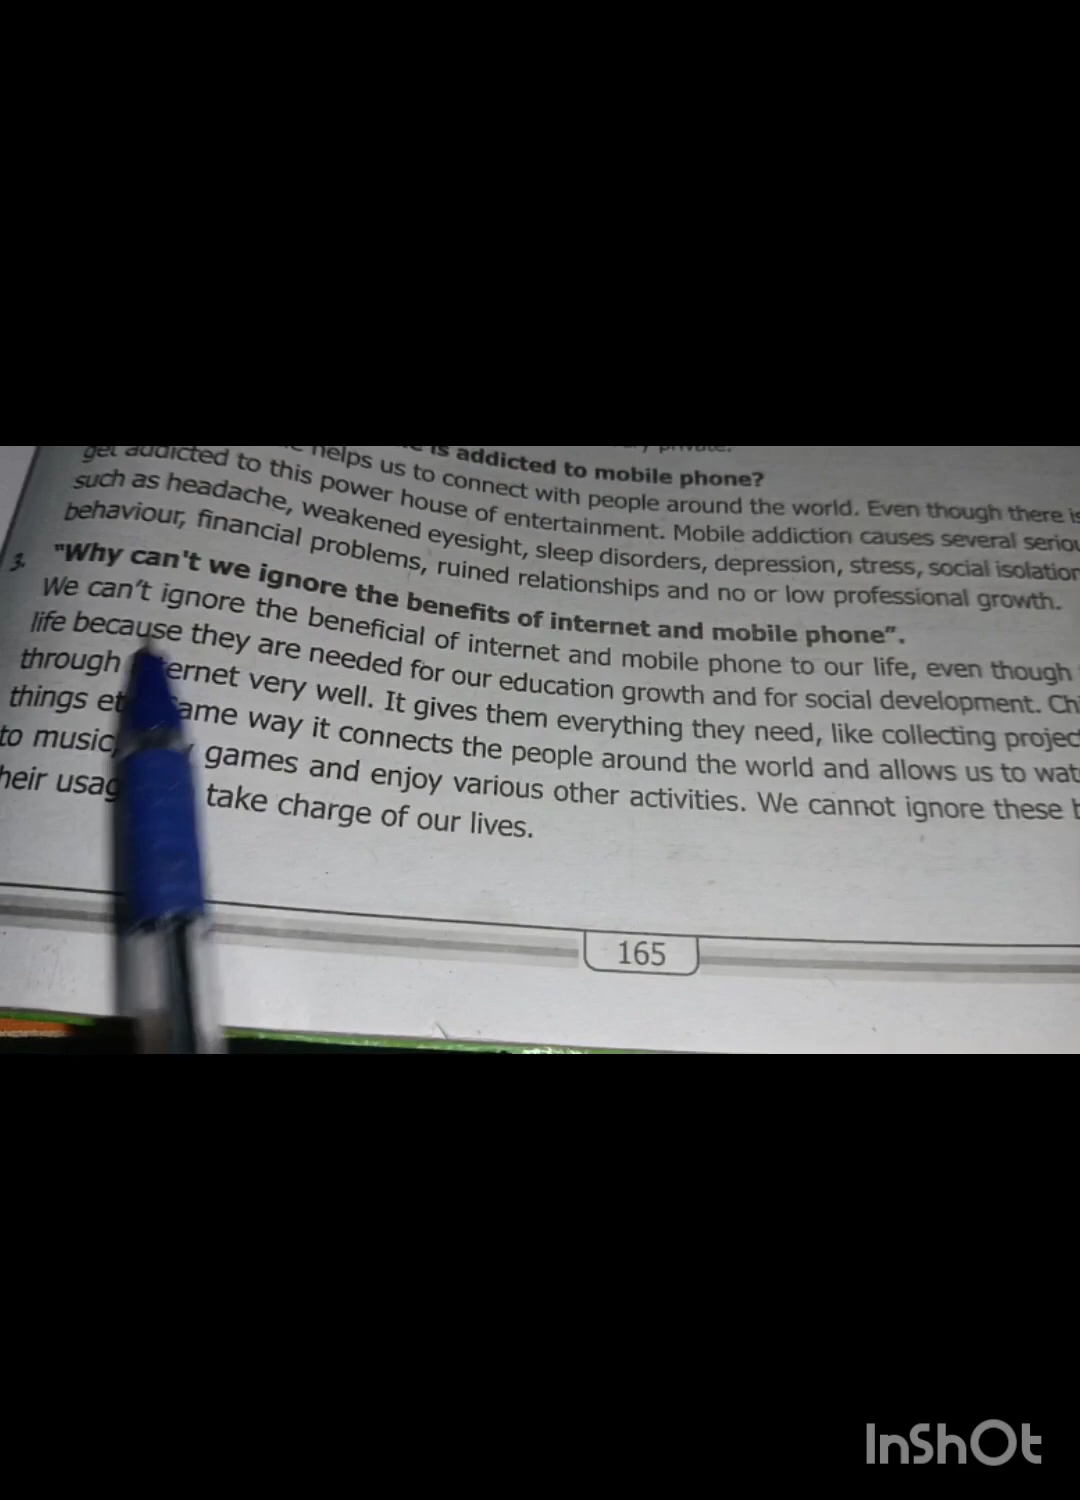 is addicted to mobile phone?
helps us to connect with people around the world. Even though there is
get addicted to this power house of entertainment. Mobile addiction causes several
such as headache, weakened eyesight, sleep disorders, depression, stress, social isolation
behaviour, financial problems, ruined relationships and no or low professional growth.
3. "Why can't we ignore the benefits of internet and mobile phone".
We can't ignore the beneficial of internet and mobile phone to our life, even though
life because they are needed for our education growth and for social development.
through very well. It gives them everything they need, like collecting
things way it connects the people around the world and allows us to
to music, games and enjoy various other activities. We cannot ignore these
take charge of our lives.
165
InShOt